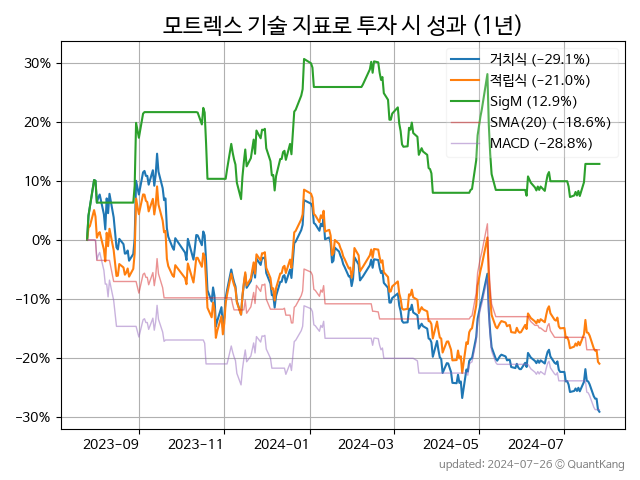 모트렉스 기술 지표로 투자 시 성과 (1년)
거치식 (−29.1%)
적립식 (−21.0%)
SigM (12.9%)
SMA(20) (−18.6%)
MACD (−28.8%)
30%
20%
10%
0%
−10%
−20%
−30%
2023−09 2023−11 2024−01 2024−03 2024−05 2024−07
updated: 2024−07−26 © QuantKang